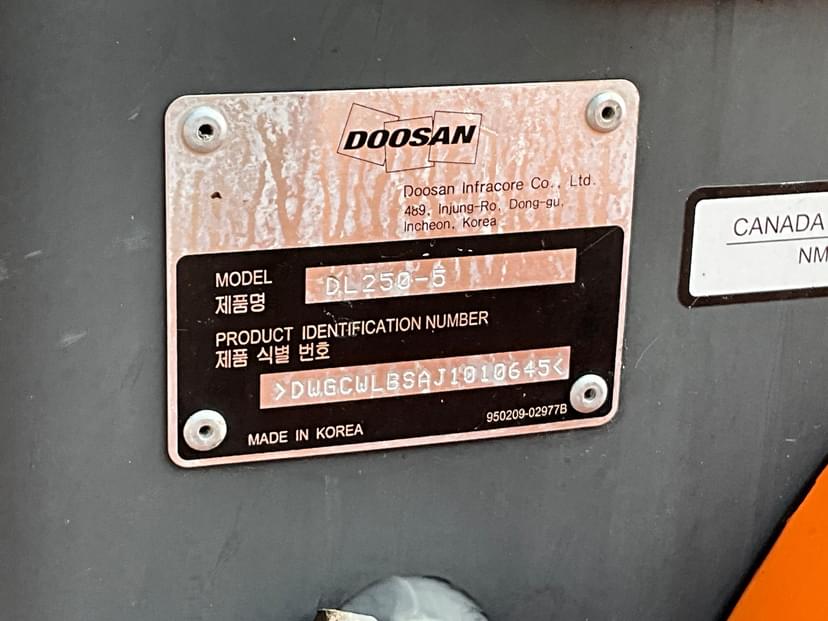 DOOSAN
Doosan Infracore Co., Ltd.
489, Injung-Ro, Dong-gu,
Incheon, Korea
MODEL
DL250-5
제품명
PRODUCT IDENTIFICATION NUMBER
제품 식별 번호
>DWGCWLBSAJ1010645<
MADE IN KOREA
950209-02977B
CANADA
NM